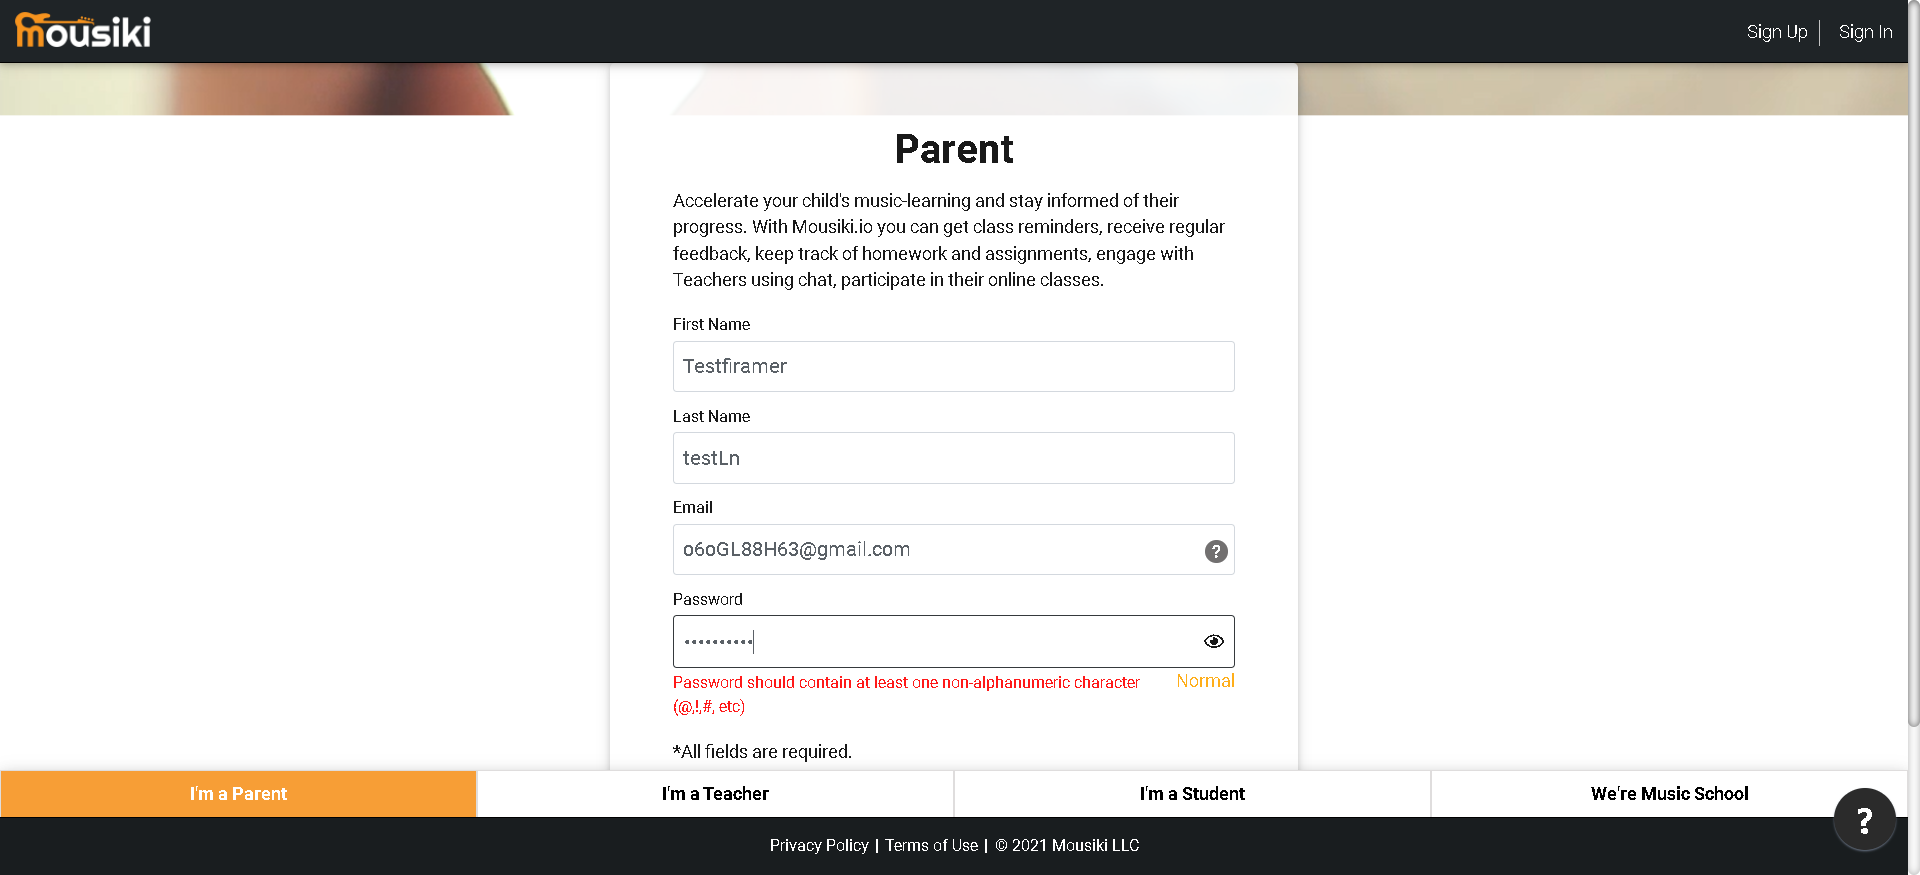 mousiki
Sign Up
Sign In
Parent
Accelerate your child's music-learning and stay informed of their
progress. With Mousiki.io you can get class reminders, receive regular
feedback, keep track of homework and assignments, engage with
Teachers using chat, participate in their online classes.
First Name
Testfiramer
Last Name
testLn
Email
o6oGL88H63@gmail.com
?
Password
••••••••••
Password should contain at least one non-alphanumeric character
(@,!,#, etc)
Normal
*All fields are required.
I'm a Parent
I'm a Teacher
I'm a Student
We're Music School
?
Privacy Policy | Terms of Use | © 2021 Mousiki LLC